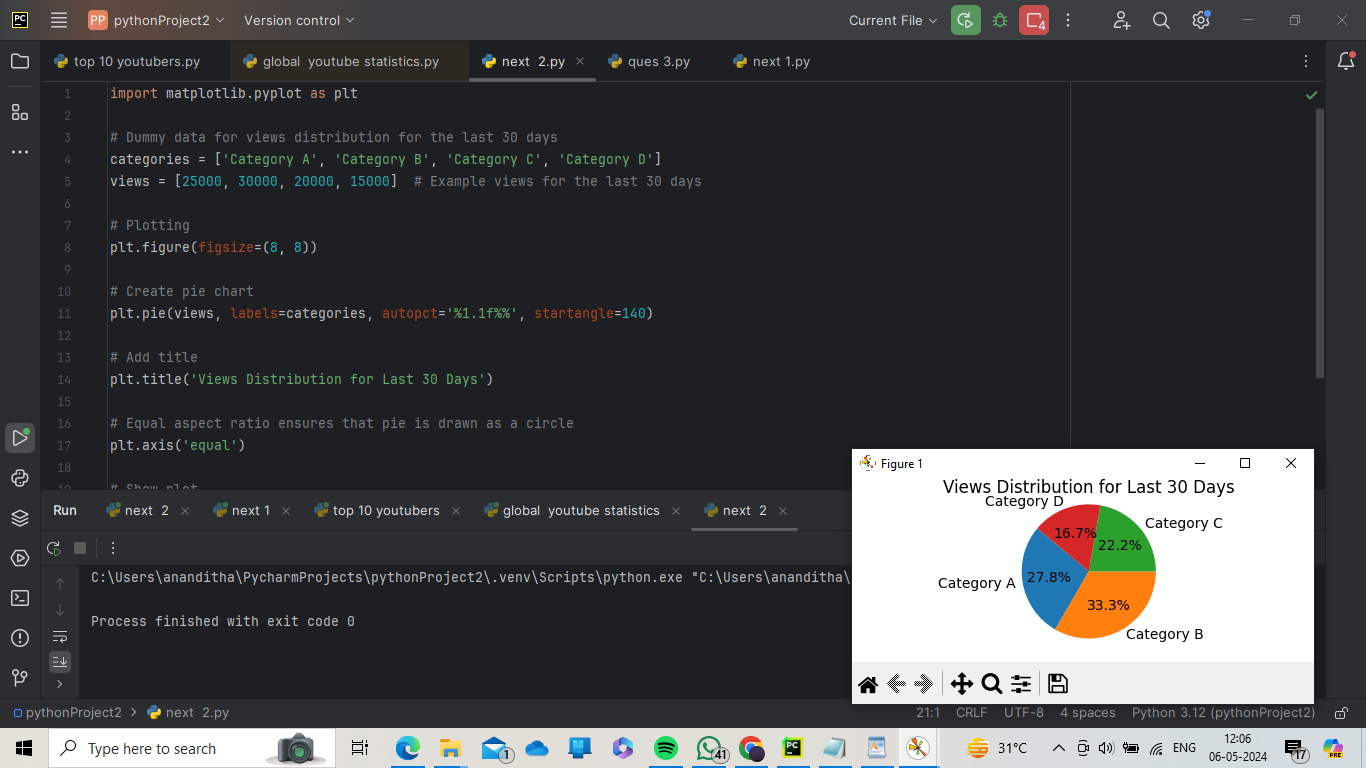 PC
PP pythonProject2 Version control Current File 4
top 10 youtubers.py global youtube statistics.py next 2.py ques 3.py next 1.py
1 import matplotlib.pyplot as plt
2
3 # Dummy data for views distribution for the last 30 days
4 categories = ['Category A', 'Category B', 'Category C', 'Category D']
5 views = [25000, 30000, 20000, 15000]  # Example views for the last 30 days
6
7 # Plotting
8 plt.figure(figsize=(8, 8))
9
10 # Create pie chart
11 plt.pie(views, labels=categories, autopct='%1.1f%%', startangle=140)
12
13 # Add title
14 plt.title('Views Distribution for Last 30 Days')
15
16 # Equal aspect ratio ensures that pie is drawn as a circle
17 plt.axis('equal')
18
19 # Show plot
Figure 1
Views Distribution for Last 30 Days
Category D
Category C
16.7%
22.2%
Category A
27.8%
33.3%
Category B
Run next 2 next 1 top 10 youtubers global youtube statistics next 2
C:\Users\ananditha\PycharmProjects\pythonProject2\.venv\Scripts\python.exe "C:\Users\ananditha\
Process finished with exit code 0
pythonProject2 next 2.py 21:1 CRLF UTF-8 4 spaces Python 3.12 (pythonProject2)
Type here to search 1 41 PC 31°C ENG 12:06 17 PRE
06-05-2024